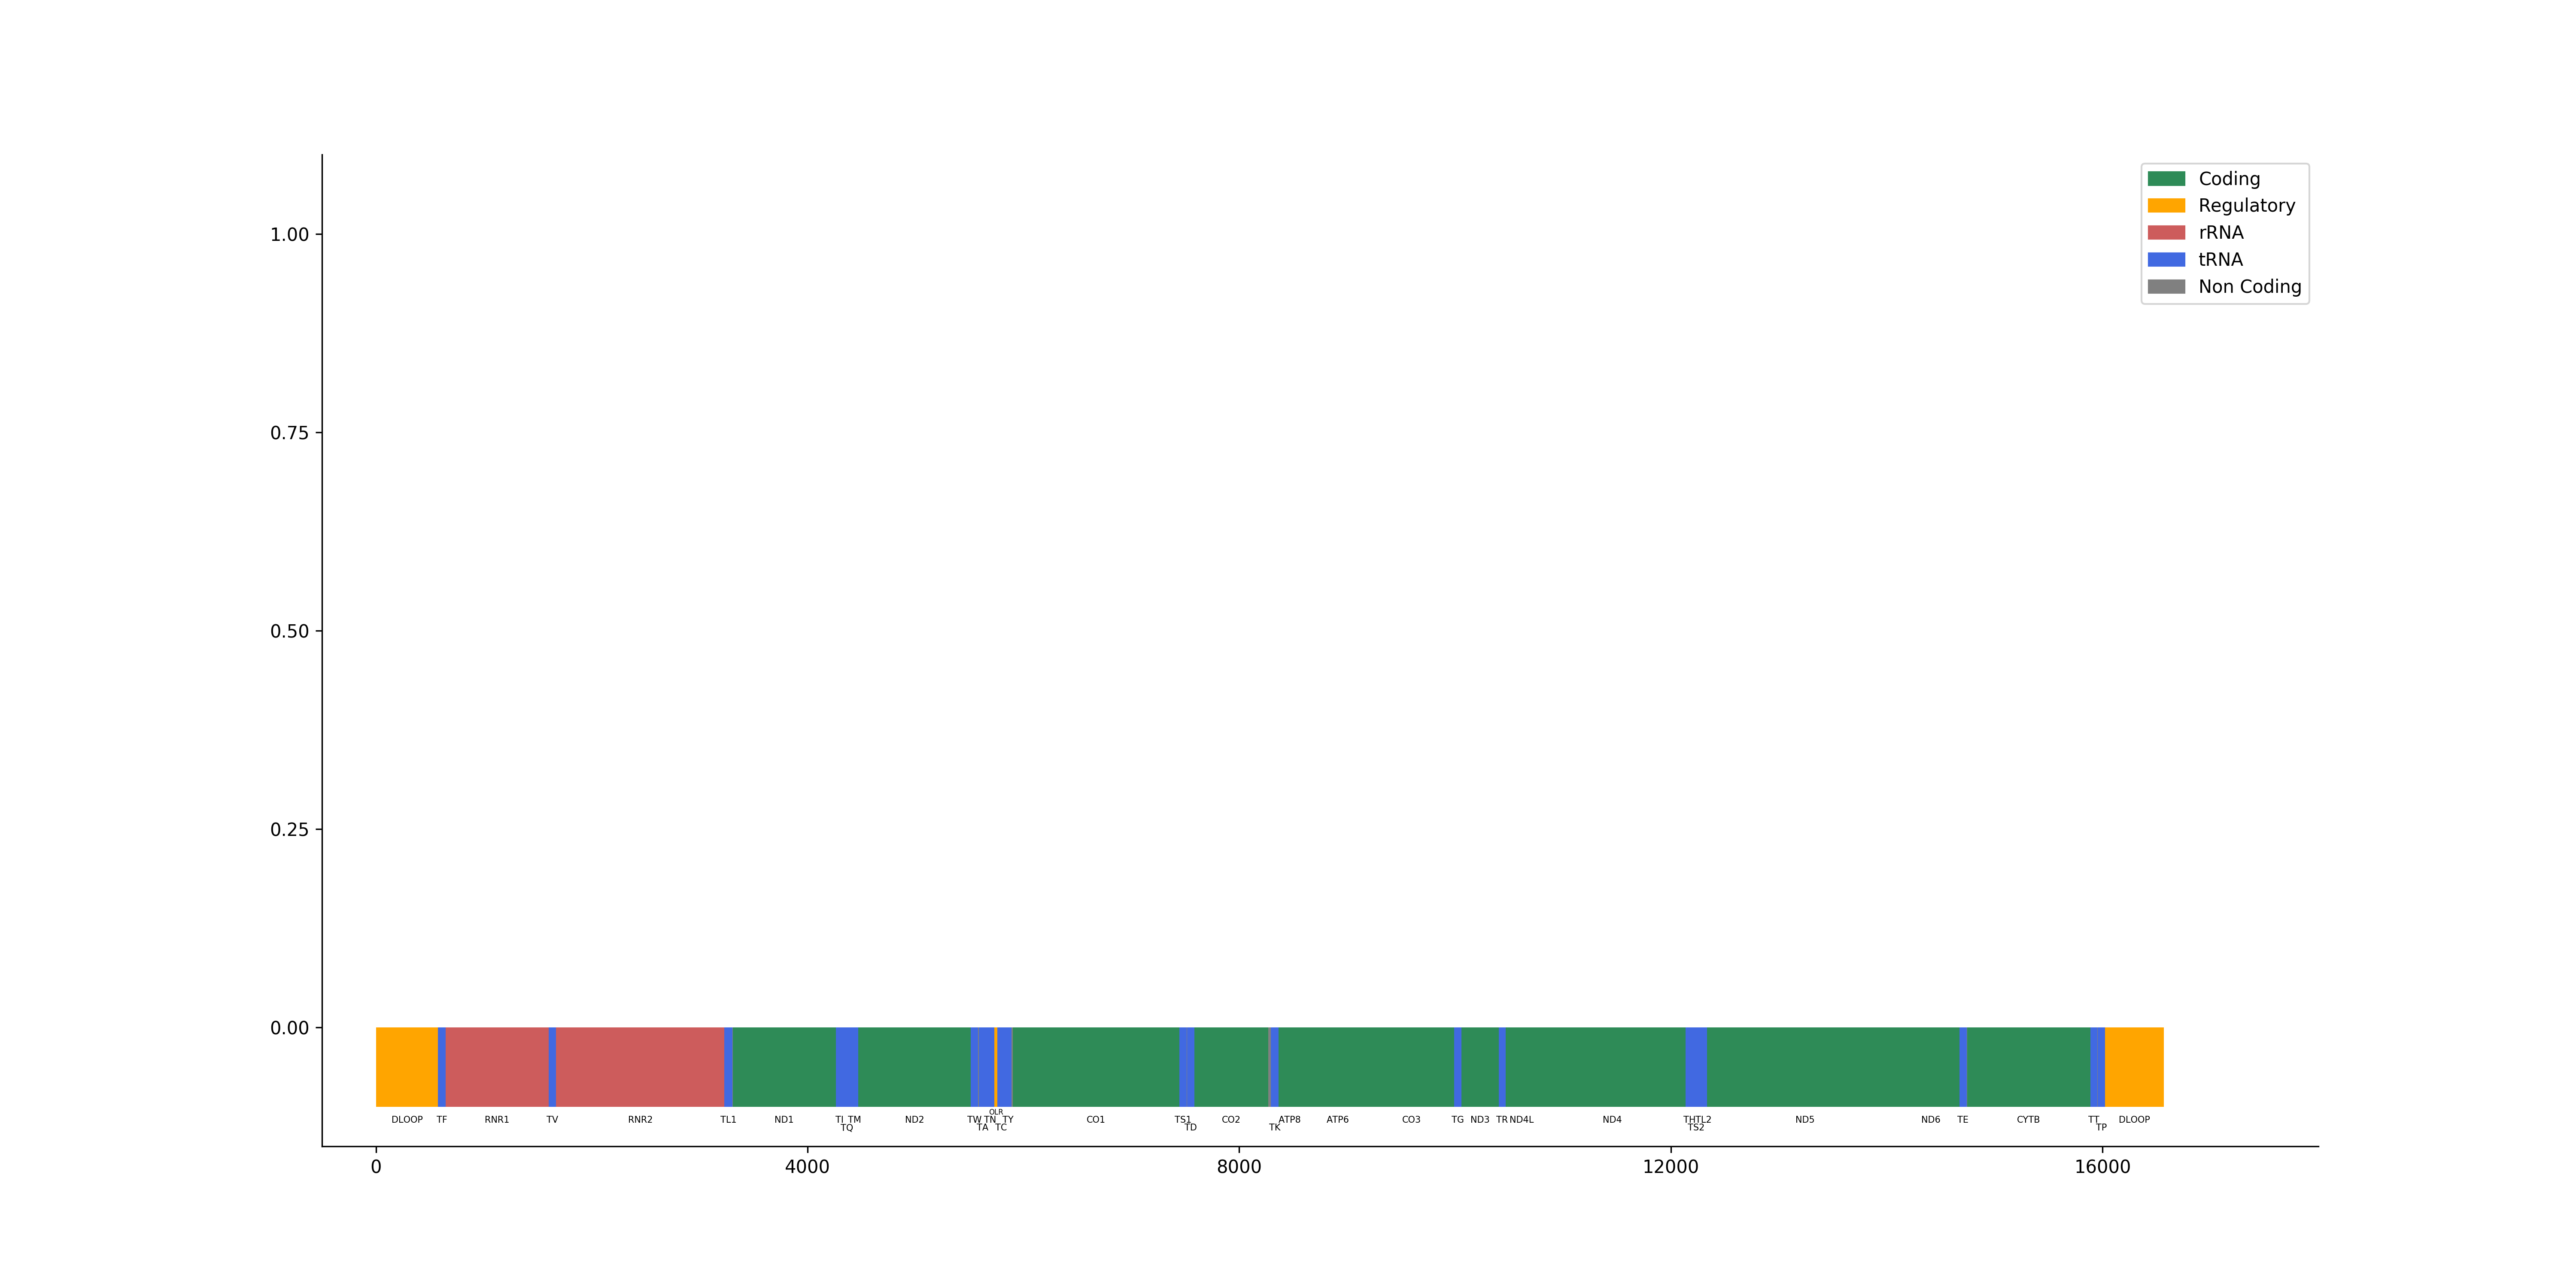 Coding
Regulatory
rRNA
tRNA
Non Coding
1.00
0.75
0.50
0.25
0.00
OLR
DLOOP TF RNR1 TV RNR2 TL1 ND1 TI TM ND2 TW TN TY CO1 TS1 CO2 ATP8 ATP6 CO3 TG ND3 TR ND4L ND4 TH TL2 ND5 ND6 TE CYTB TT DLOOP
TQ TA TC TD TK TS2 TP
0 4000 8000 12000 16000